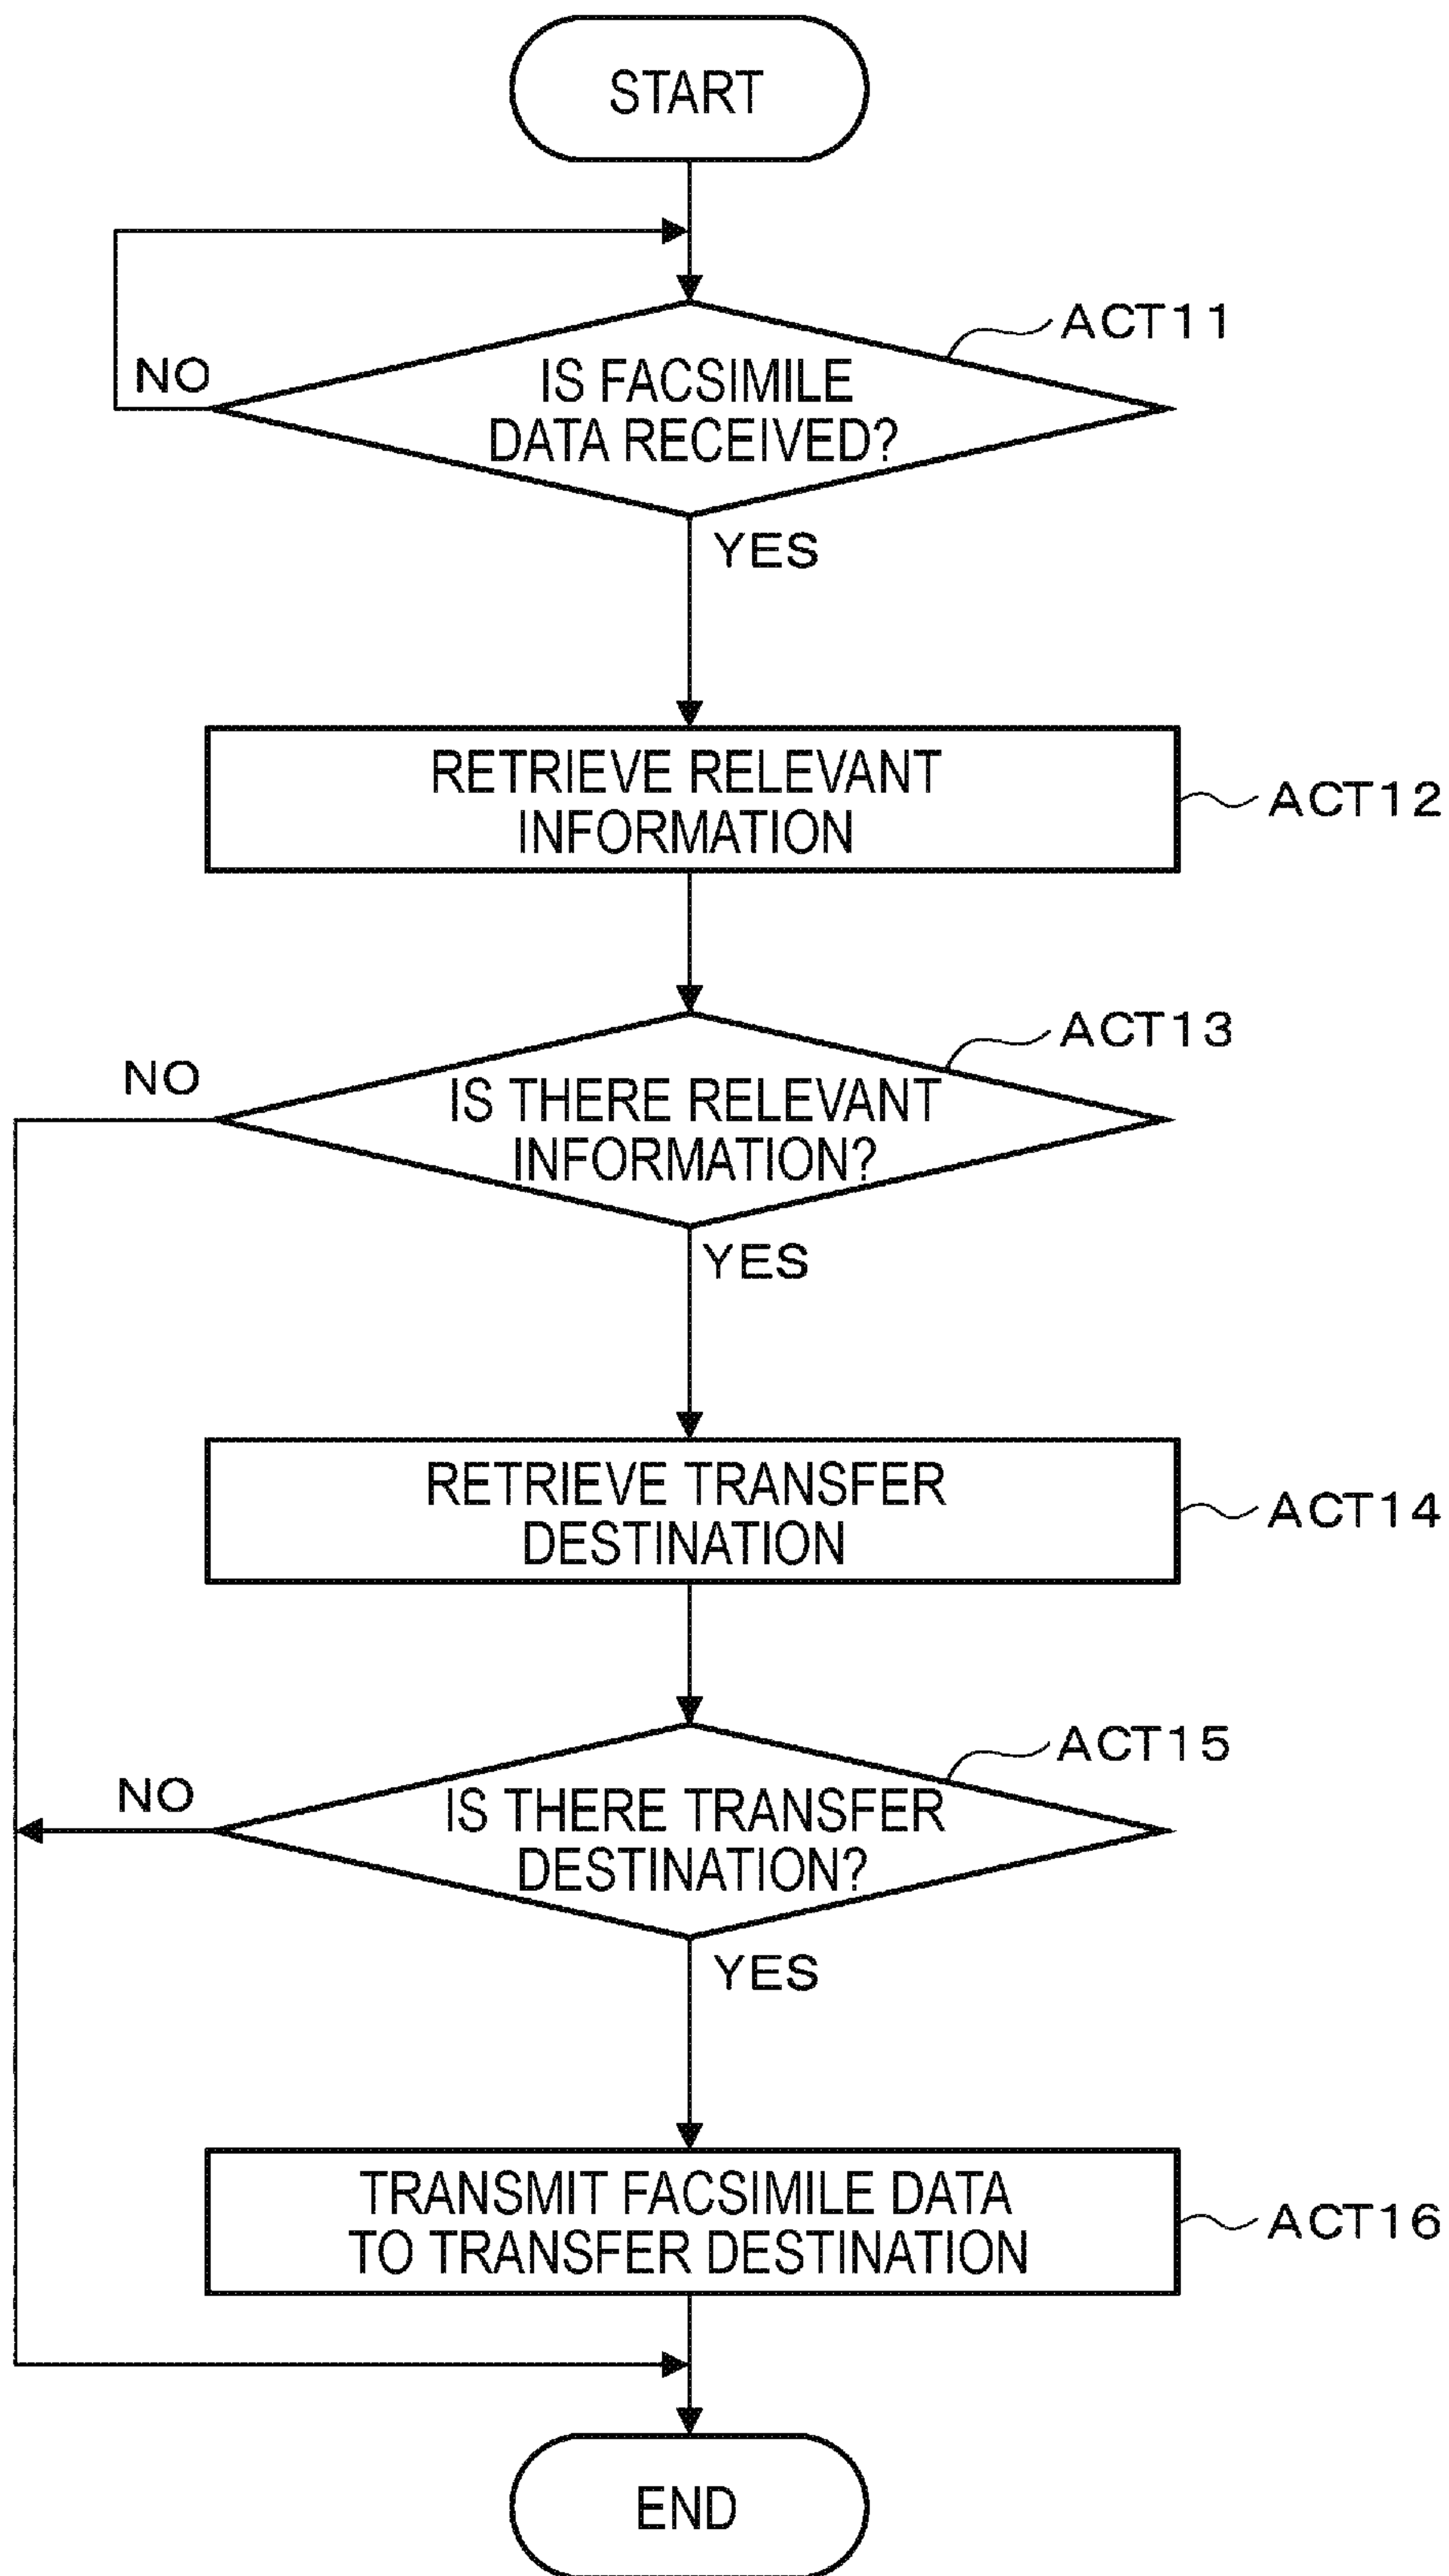 START
ACT11
NO
IS FACSIMILE
DATA RECEIVED?
YES
RETRIEVE RELEVANT
INFORMATION
ACT12
ACT13
NO
IS THERE RELEVANT
INFORMATION?
YES
RETRIEVE TRANSFER
DESTINATION
ACT14
ACT15
NO
IS THERE TRANSFER
DESTINATION?
YES
TRANSMIT FACSIMILE DATA
TO TRANSFER DESTINATION
ACT16
END